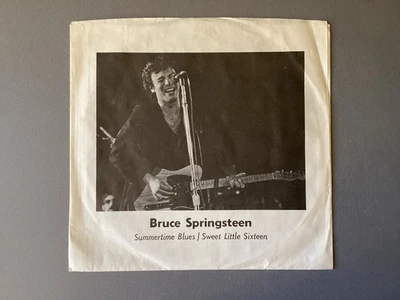 Bruce Springsteen
Summertime Blues / Sweet Little Sixteen